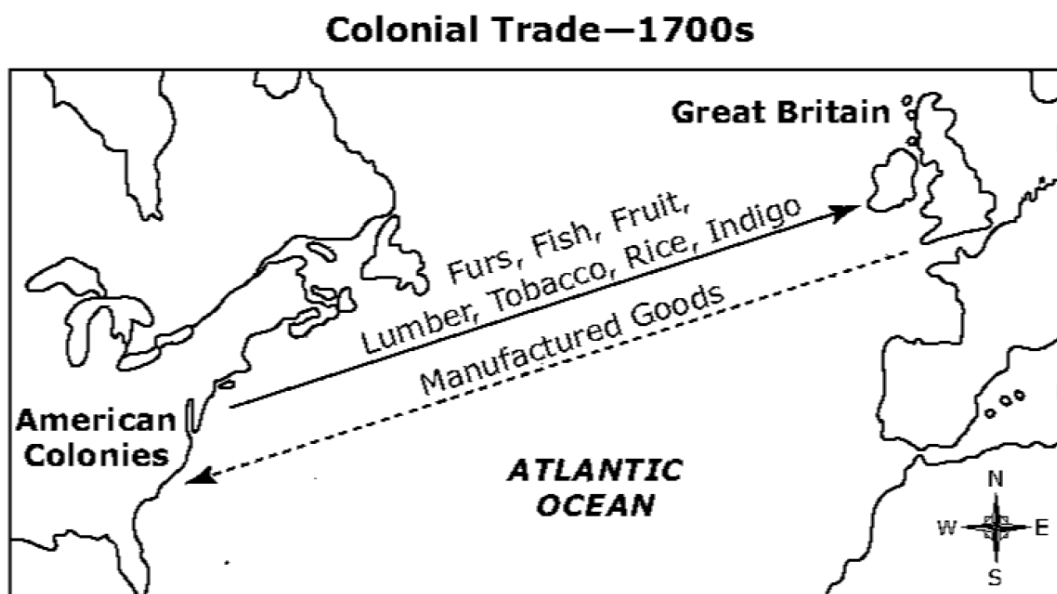 Colonial Trade—1700s
Great Britain
Furs, Fish, Fruit,
Lumber, Tobacco, Rice, Indigo
Manufactured Goods
American
Colonies
ATLANTIC
OCEAN
N
W E
S